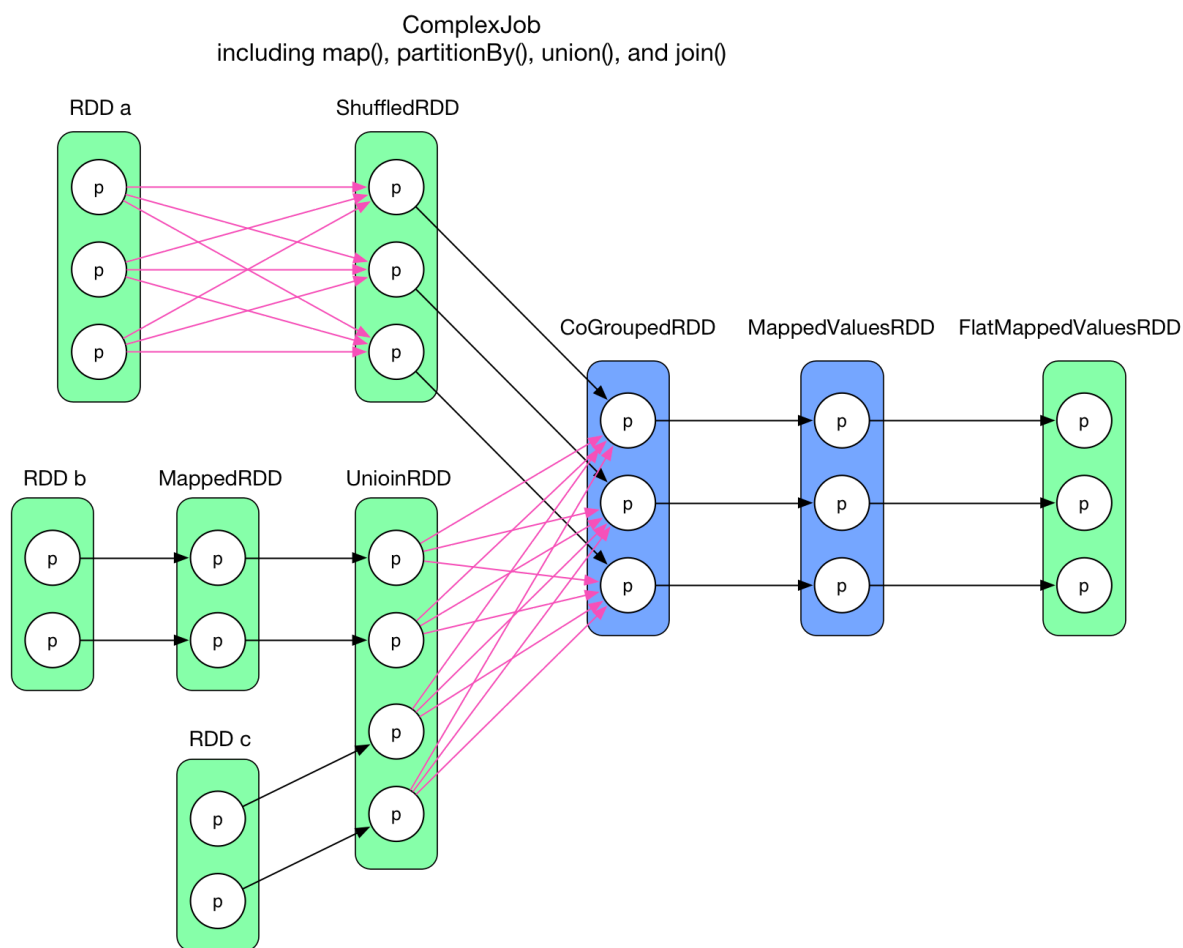 ComplexJob
including map(), partitionBy(), union(), and join()
RDD a
ShuffledRDD
p
p
p
p
p
p
CoGroupedRDD
MappedValuesRDD
FlatMappedValuesRDD
p
p
p
p
p
p
p
p
p
RDD b
MappedRDD
UnioinRDD
p
p
p
p
p
p
p
p
RDD c
p
p